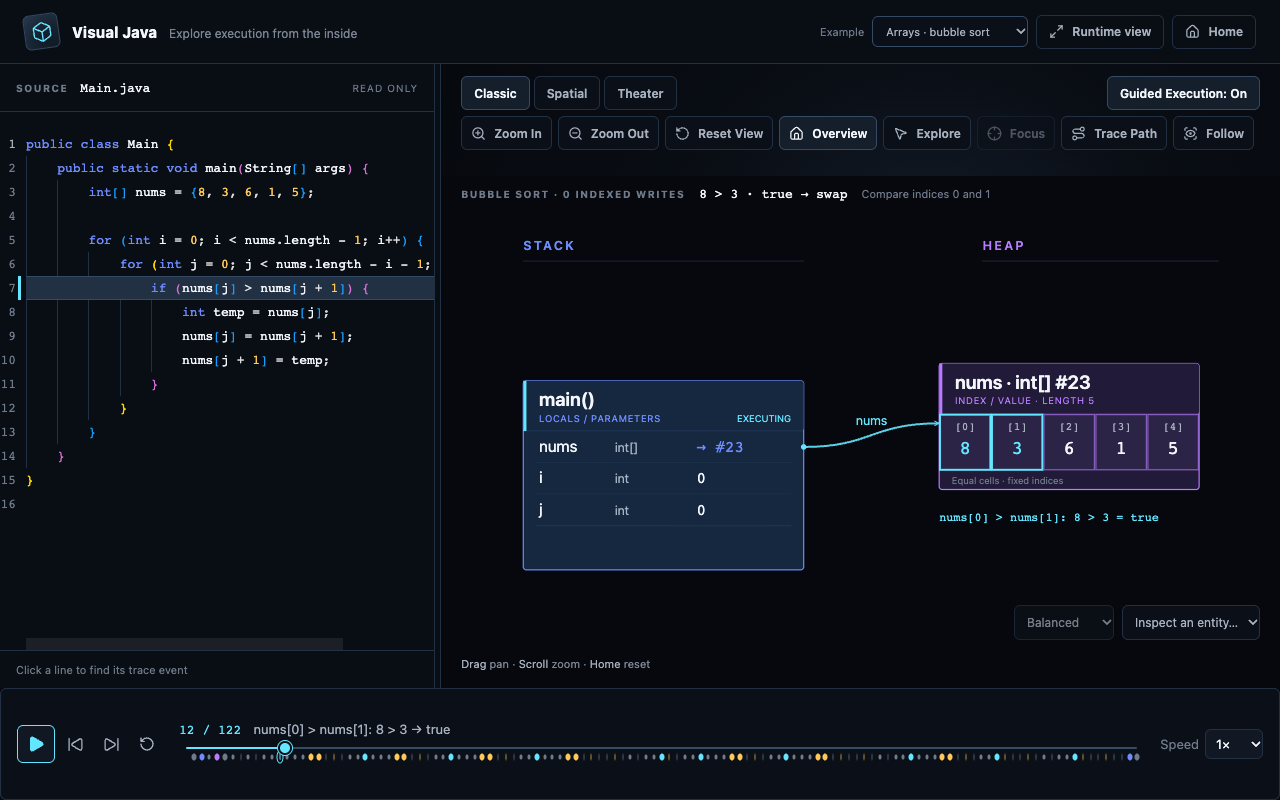 Visual Java Explore execution from the inside
Example Arrays · bubble sort Runtime view Home
SOURCE Main.java READ ONLY
1 public class Main {
2 public static void main(String[] args) {
3 int[] nums = {8, 3, 6, 1, 5};
4
5 for (int i = 0; i < nums.length - 1; i++) {
6 for (int j = 0; j < nums.length - i - 1;
7 if (nums[j] > nums[j + 1]) {
8 int temp = nums[j];
9 nums[j] = nums[j + 1];
10 nums[j + 1] = temp;
11 }
12 }
13 }
14 }
15 }
16
Click a line to find its trace event
Classic Spatial Theater Guided Execution: On
Zoom In Zoom Out Reset View Overview Explore Focus Trace Path Follow
BUBBLE SORT · 0 INDEXED WRITES 8 > 3 · true → swap Compare indices 0 and 1
STACK HEAP
main()
LOCALS / PARAMETERS EXECUTING
nums int[] → #23
i int 0
j int 0
nums
nums · int[] #23
INDEX / VALUE · LENGTH 5
[0] [1] [2] [3] [4]
8 3 6 1 5
Equal cells · fixed indices
nums[0] > nums[1]: 8 > 3 = true
Balanced Inspect an entity...
Drag pan · Scroll zoom · Home reset
12 / 122 nums[0] > nums[1]: 8 > 3 → true
Speed 1×